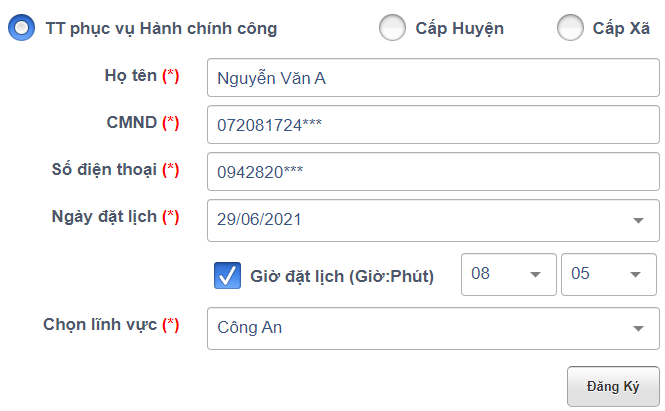 TT phục vụ Hành chính công Cấp Huyện Cấp Xã
Họ tên (*) Nguyễn Văn A
CMND (*) 072081724***
Số điện thoại (*) 0942820***
Ngày đặt lịch (*) 29/06/2021
Giờ đặt lịch (Giờ:Phút) 08 05
Chọn lĩnh vực (*) Công An
Đăng Ký